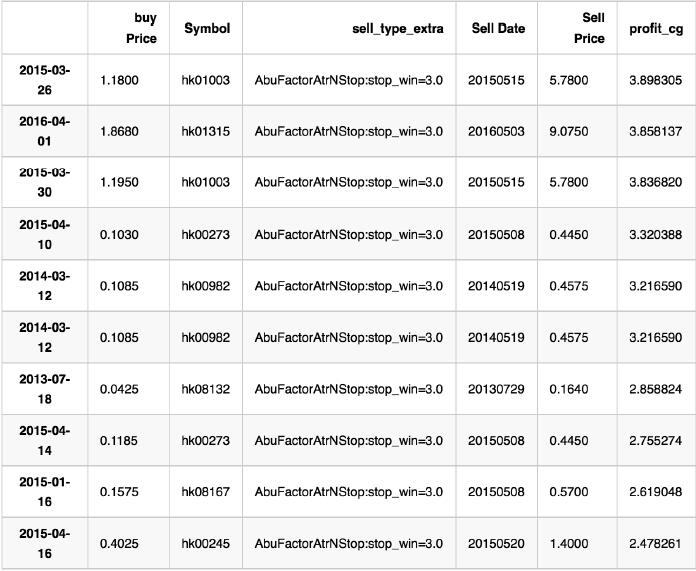 buy Price Symbol sell_type_extra Sell Date Sell Price profit_cg
2015-03-26 1.1800 hk01003 AbuFactorAtrNStop:stop_win=3.0 20150515 5.7800 3.898305
2016-04-01 1.8680 hk01315 AbuFactorAtrNStop:stop_win=3.0 20160503 9.0750 3.858137
2015-03-30 1.1950 hk01003 AbuFactorAtrNStop:stop_win=3.0 20150515 5.7800 3.836820
2015-04-10 0.1030 hk00273 AbuFactorAtrNStop:stop_win=3.0 20150508 0.4450 3.320388
2014-03-12 0.1085 hk00982 AbuFactorAtrNStop:stop_win=3.0 20140519 0.4575 3.216590
2014-03-12 0.1085 hk00982 AbuFactorAtrNStop:stop_win=3.0 20140519 0.4575 3.216590
2013-07-18 0.0425 hk08132 AbuFactorAtrNStop:stop_win=3.0 20130729 0.1640 2.858824
2015-04-14 0.1185 hk00273 AbuFactorAtrNStop:stop_win=3.0 20150508 0.4450 2.755274
2015-01-16 0.1575 hk08167 AbuFactorAtrNStop:stop_win=3.0 20150508 0.5700 2.619048
2015-04-16 0.4025 hk00245 AbuFactorAtrNStop:stop_win=3.0 20150520 1.4000 2.478261